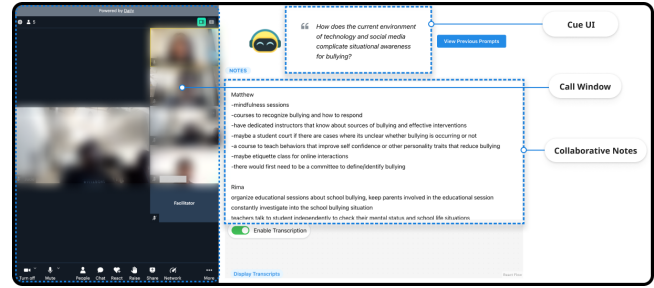 Powered by Daily
5
How does the current environment
of technology and social media
complicate situational awareness
for bullying?
View Previous Prompts
NOTES
Matthew
-mindfulness sessions
-courses to recognize bullying and how to respond
-have dedicated instructors that know about sources of bullying and effective interventions
-maybe a student court if there are cases where its unclear whether bullying is occurring or not
-a course to teach behaviors that improve self confidence or other personality traits that reduce bullying
-maybe etiquette class for online interactions
-there would first need to be a committee to define/identify bullying
Rima
organize educational sessions about school bullying, keep parents involved in the educational session
constantly investigate into the school bullying situation
teachers talk to student independently to check their mental status and school life situations
Facilitator
Enable Transcription
Display Transcripts
React Flow
Turn off Mute People Chat React Raise Share Network More
Cue UI
Call Window
Collaborative Notes